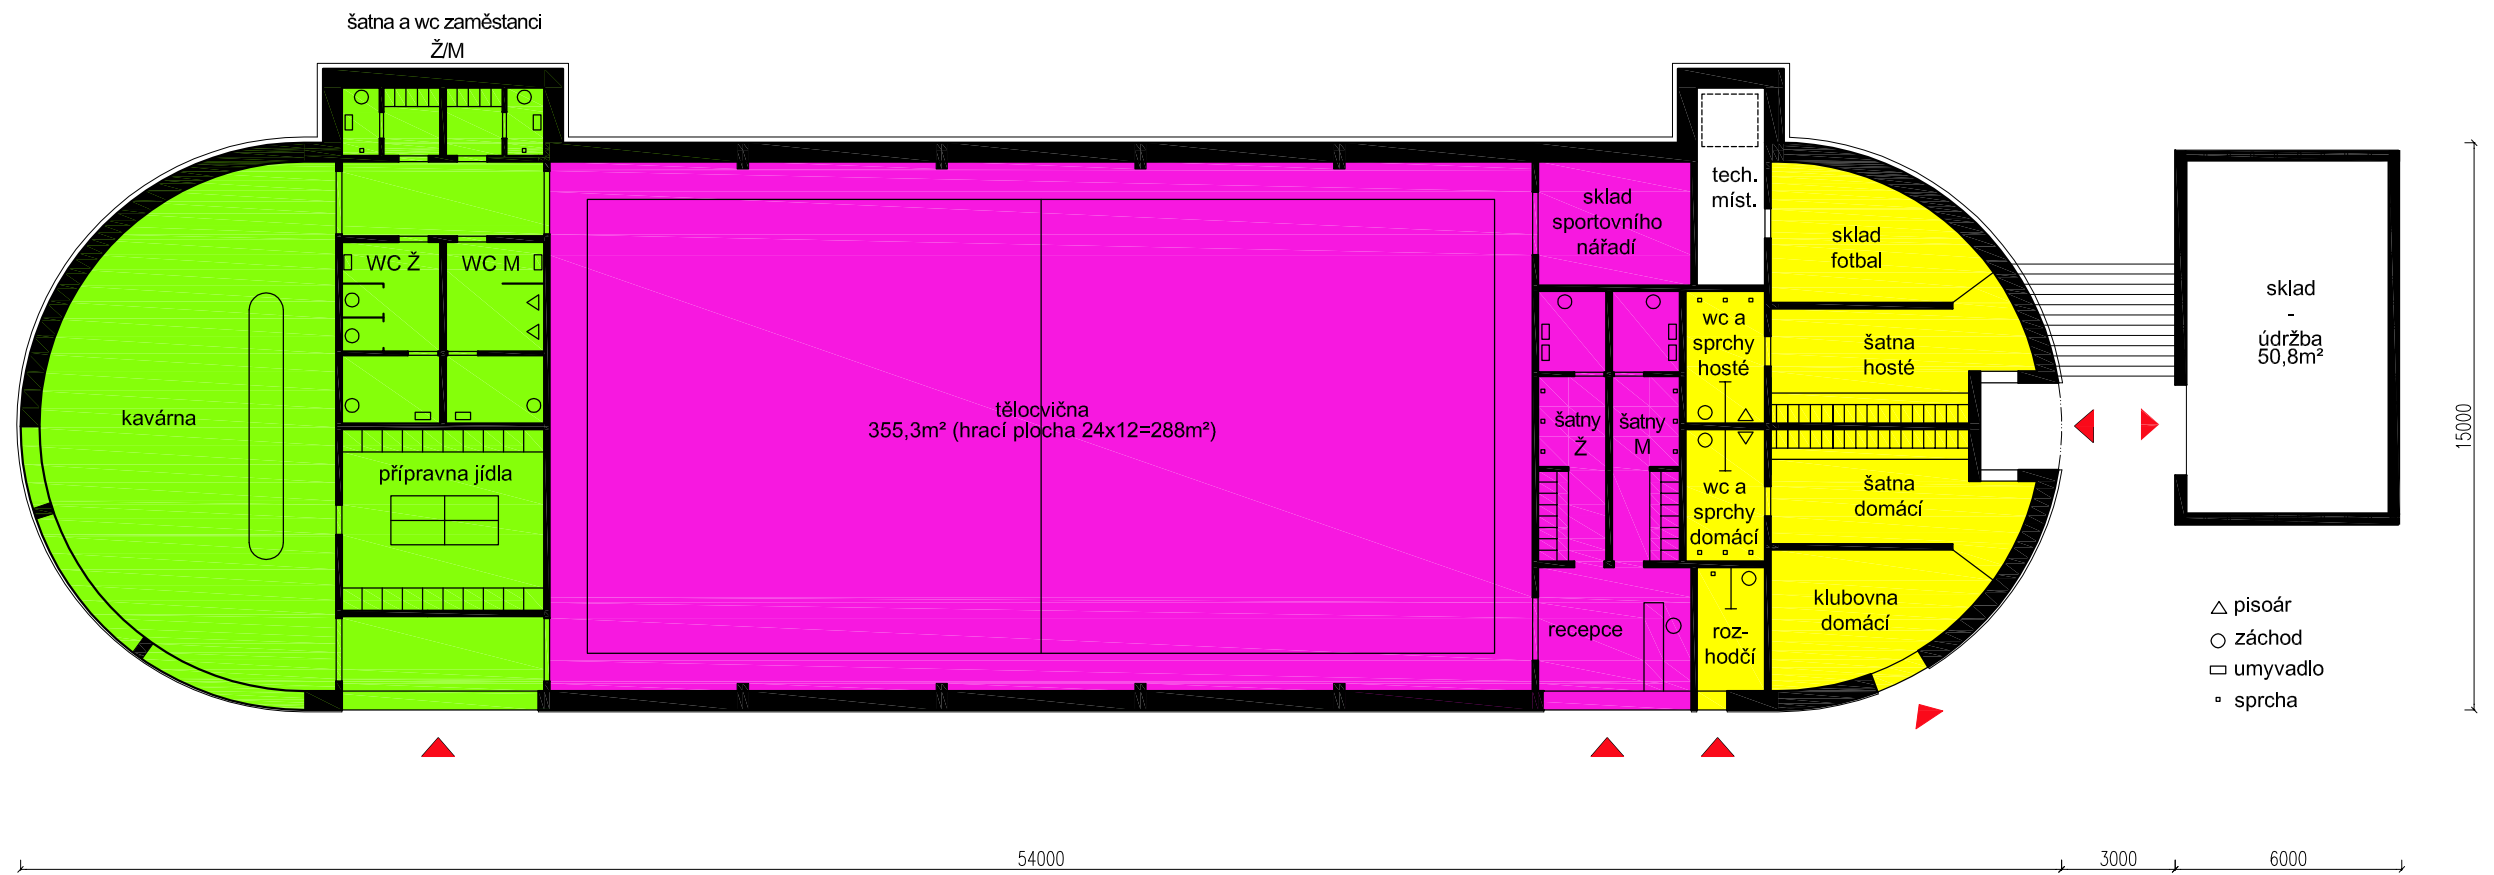 šatna a wc zaměstanci
Ž/M
WC Ž
WC M
kavárna
přípravna jídla
tělocvična
355,3m² (hrací plocha 24x12=288m²)
sklad
sportovního
nářadí
tech.
míst.
šatny
Ž
šatny
M
recepce
wc a
sprchy
hosté
wc a
sprchy
domácí
roz-
hodčí
sklad
fotbal
šatna
hosté
šatna
domácí
klubovna
domácí
sklad
-
údržba
50,8m²
15000
pisoár
záchod
umyvadlo
sprcha
54000
3000
6000